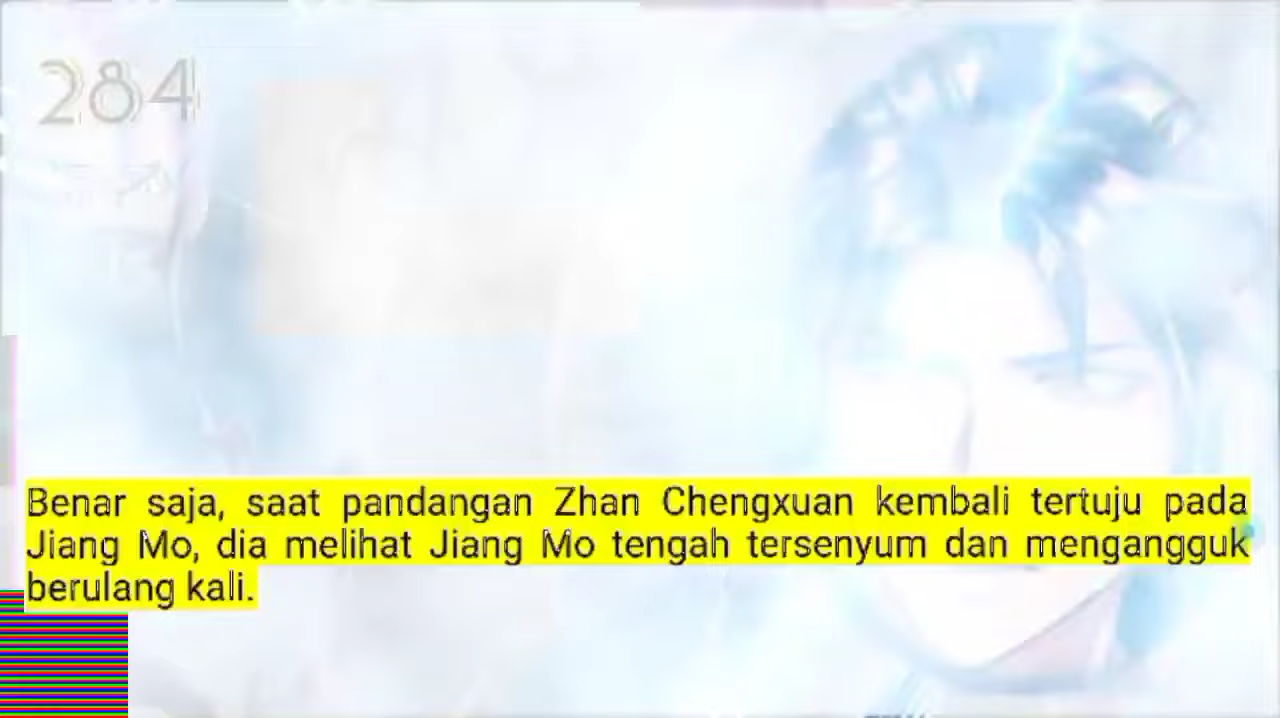 284
Benar saja, saat pandangan Zhan Chengxuan kembali tertuju pada
Jiang Mo, dia melihat Jiang Mo tengah tersenyum dan mengangguk
berulang kali.